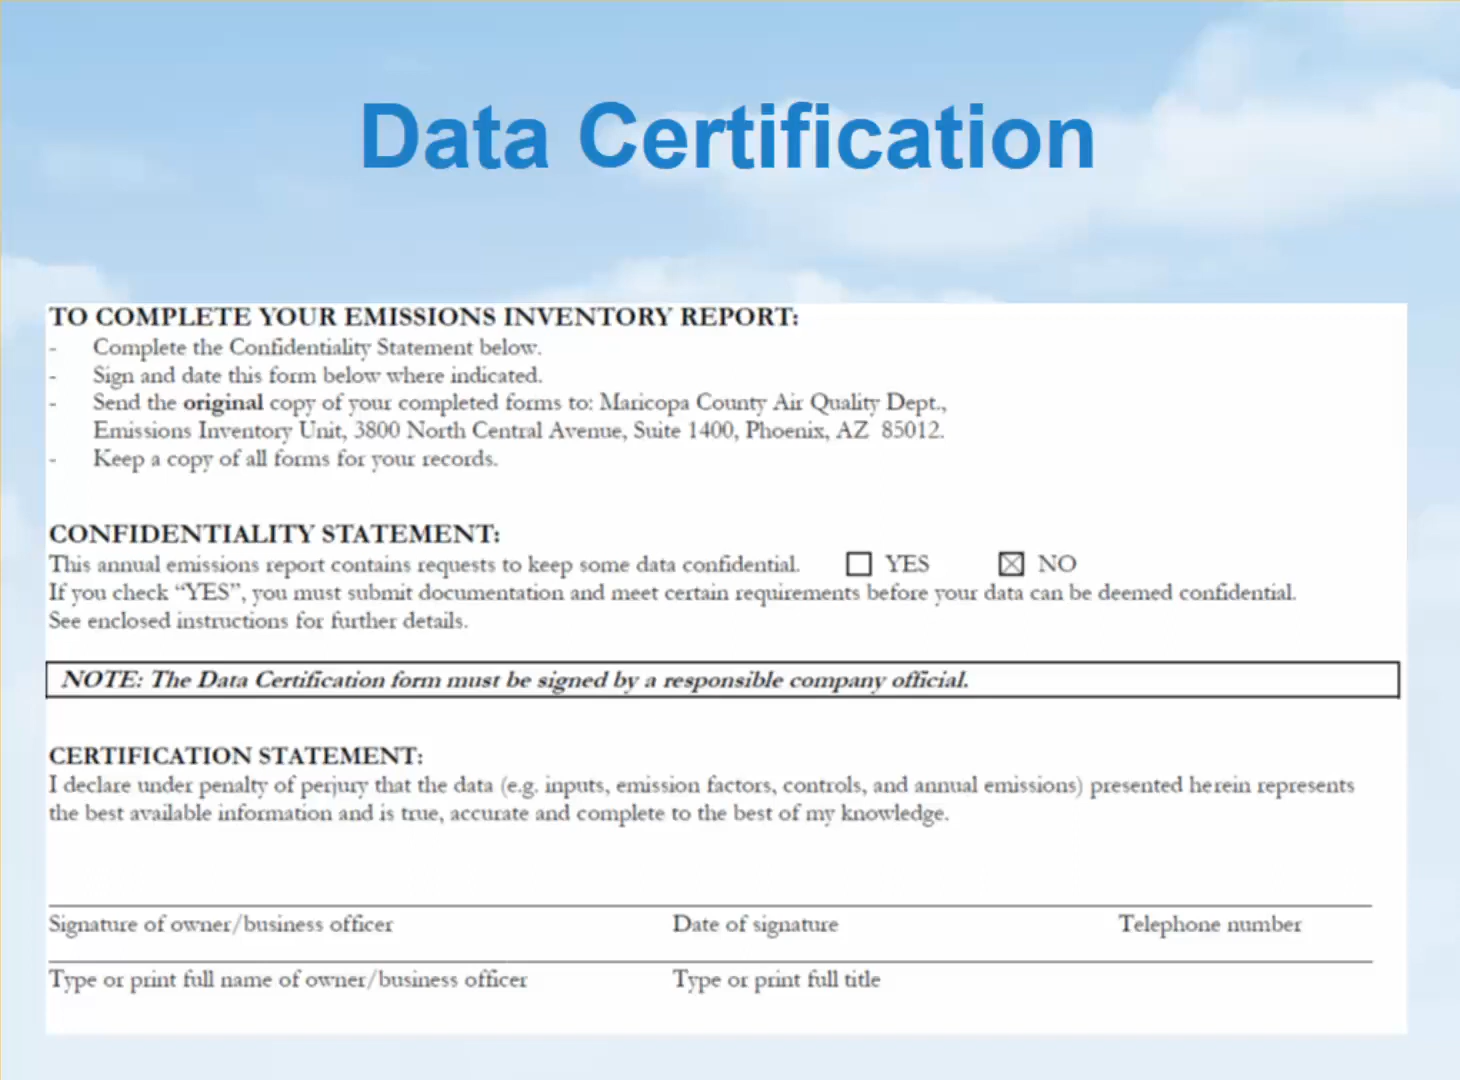 Data Certification
TO COMPLETE YOUR EMISSIONS INVENTORY REPORT:
- Complete the Confidentiality Statement below.
- Sign and date this form below where indicated.
- Send the original copy of your completed forms to: Maricopa County Air Quality Dept.,
Emissions Inventory Unit, 3800 North Central Avenue, Suite 1400, Phoenix, AZ 85012.
- Keep a copy of all forms for your records.
CONFIDENTIALITY STATEMENT:
This annual emissions report contains requests to keep some data confidential. ☐ YES ☒ NO
If you check “YES”, you must submit documentation and meet certain requirements before your data can be deemed confidential.
See enclosed instructions for further details.
NOTE: The Data Certification form must be signed by a responsible company official.
CERTIFICATION STATEMENT:
I declare under penalty of perjury that the data (e.g. inputs, emission factors, controls, and annual emissions) presented herein represents
the best available information and is true, accurate and complete to the best of my knowledge.
Signature of owner/business officer Date of signature Telephone number
Type or print full name of owner/business officer Type or print full title